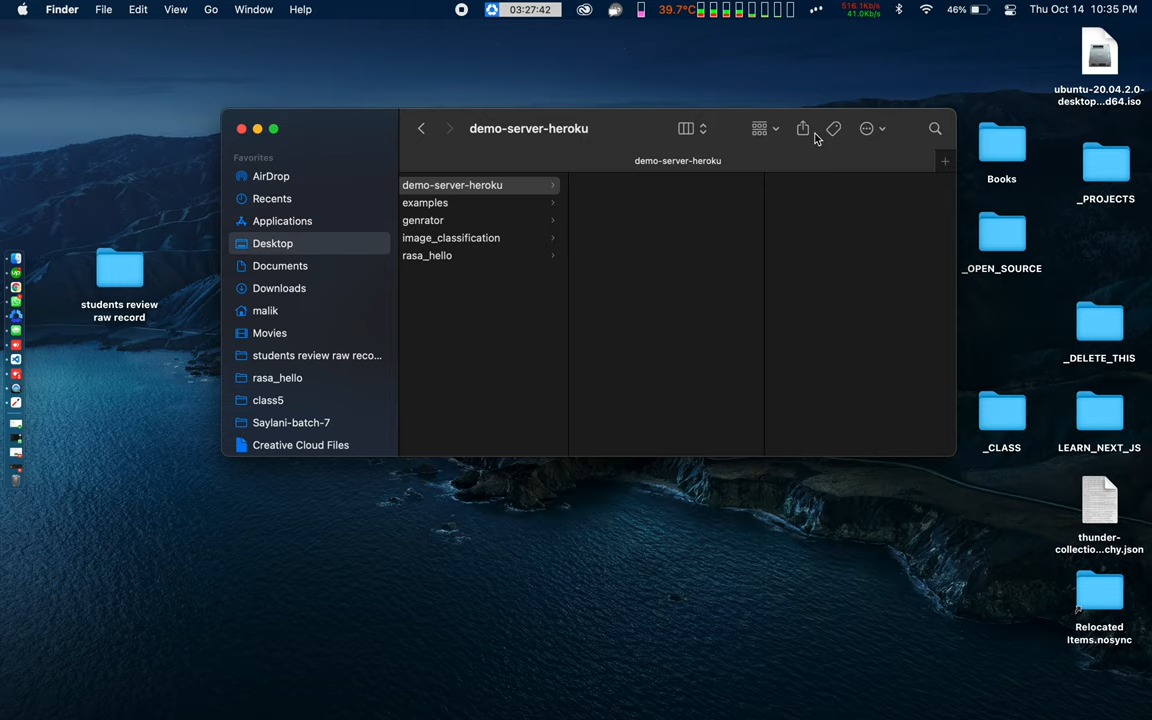 Finder File Edit View Go Window Help 03:27:42 39.7°C 516.1Kb/s 41.0Kb/s 46% Thu Oct 14 10:35 PM
ubuntu-20.04.2.0-
desktop...d64.iso
demo-server-heroku
demo-server-heroku
Favorites
AirDrop
Recents
Applications
Desktop
Documents
Downloads
malik
Movies
students review raw reco...
rasa_hello
class5
Saylani-batch-7
Creative Cloud Files
demo-server-heroku
examples
genrator
image_classification
rasa_hello
students review
raw record
Books
_PROJECTS
_OPEN_SOURCE
_DELETE_THIS
_CLASS
LEARN_NEXT_JS
thunder-
collectio...chy.json
Relocated
Items.nosync